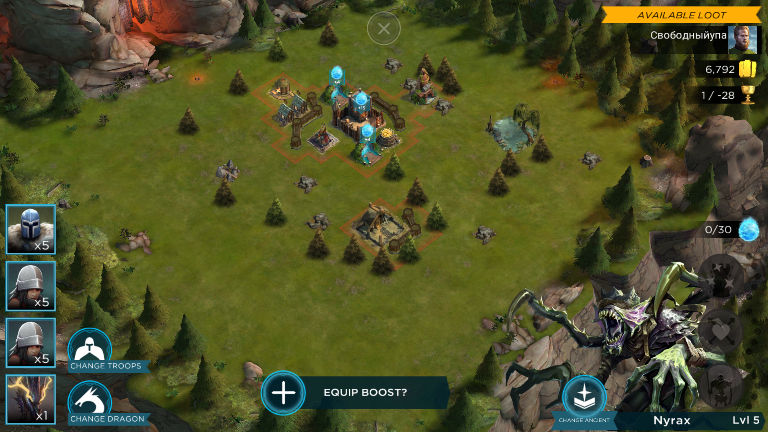 AVAILABLE LOOT
Свободныйупа
6,792
1 / -28
0/30
x5
x5
x5
x1
CHANGE TROOPS
CHANGE DRAGON
EQUIP BOOST?
CHANGE ANCIENT
Nyrax
Lvl 5